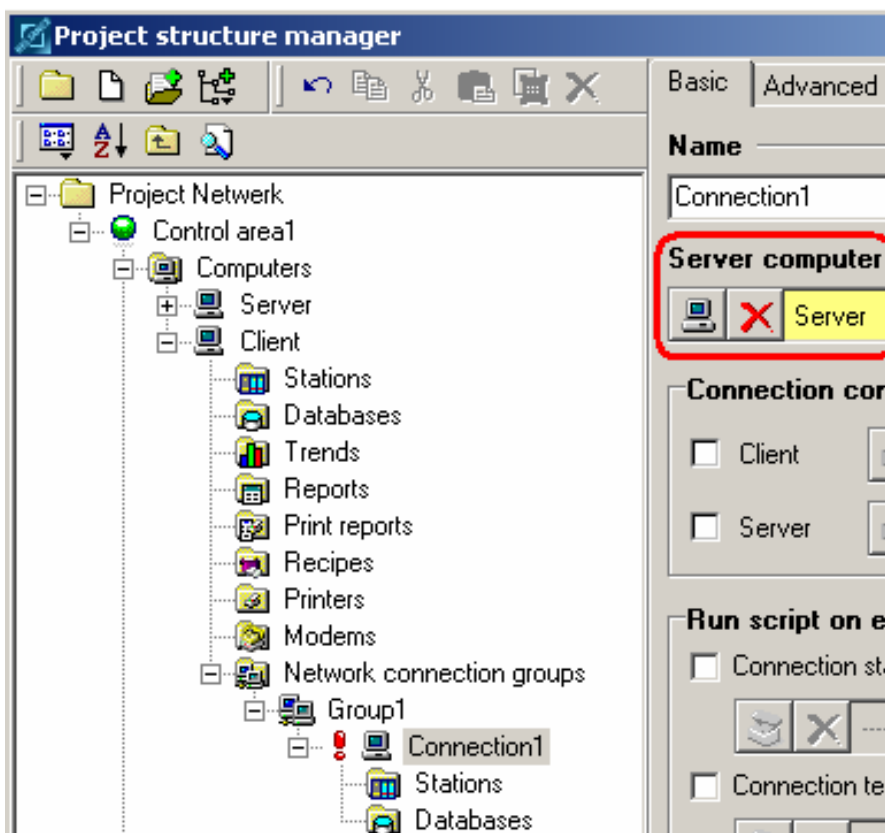 Project structure manager
Basic
Advanced
A
Z
Name
Connection1
Server computer
Server
Project Netwerk
Control area1
Computers
Server
Client
Stations
Databases
Trends
Reports
Print reports
Recipes
Printers
Modems
Network connection groups
Group1
Connection1
Stations
Databases
Connection cor
Client
Server
Run script on e
Connection sta
Connection te